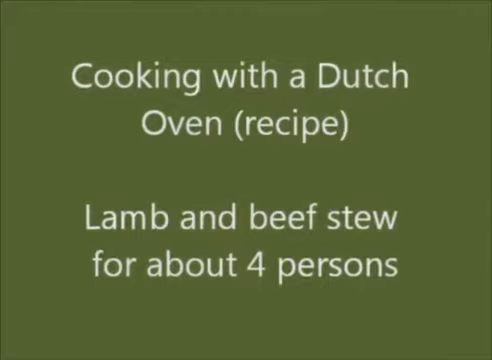 Cooking with a Dutch
Oven (recipe)
Lamb and beef stew
for about 4 persons